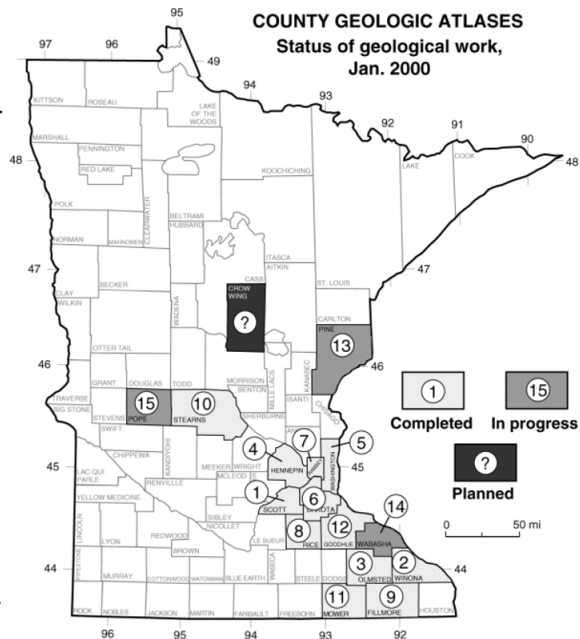 COUNTY GEOLOGIC ATLASES
Status of geological work,
Jan. 2000
95
97
96
49
94
93
KITTSON
ROSEAU
LAKE
OF THE
WOODS
92
91
90
MARSHALL
PENNINGTON
48
RED LAKE
KOOCHICHING
LAKE
COOK
48
POLK
CLEARWATER
BELTRAMI
HUBBARD
NORMAN
MAHNOMEN
ITASCA
AITKIN
47
CASS
ST. LOUIS
47
CLAY
WILKIN
BECKER
WADENA
CROW
WING
?
CARLTON
PINE
13
OTTER TAIL
46
46
GRANT
DOUGLAS
TODD
MORRISON
BENTON
MILLE LACS
KANABEC
1
15
Completed
In progress
?
Planned
TRAVERSE
BIG STONE
STEVENS
15
POPE
10
STEARNS
SHERBURNE
ISANTI
CHISAGO
SWIFT
4
7
5
45
CHIPPEWA
KANDIYOHI
MEEKER
WRIGHT
HENNEPIN
RAMSEY
WASHINGTON
45
LAC QUI
PARLE
RENVILLE
MCLEOD
1
6
YELLOW MEDICINE
SCOTT
DAKOTA
14
0
50 mi
LINCOLN
LYON
REDWOOD
SIBLEY
NICOLLET
LE SUEUR
8
RICE
12
GOODHUE
WABASHA
BROWN
44
PIPESTONE
MURRAY
COTTONWOOD
WATONWAN
BLUE EARTH
WASECA
STEELE
DODGE
3
OLMSTED
2
WINONA
44
ROCK
NOBLES
JACKSON
MARTIN
FARIBAULT
FREEBORN
11
MOWER
9
FILLMORE
HOUSTON
96
95
94
93
92